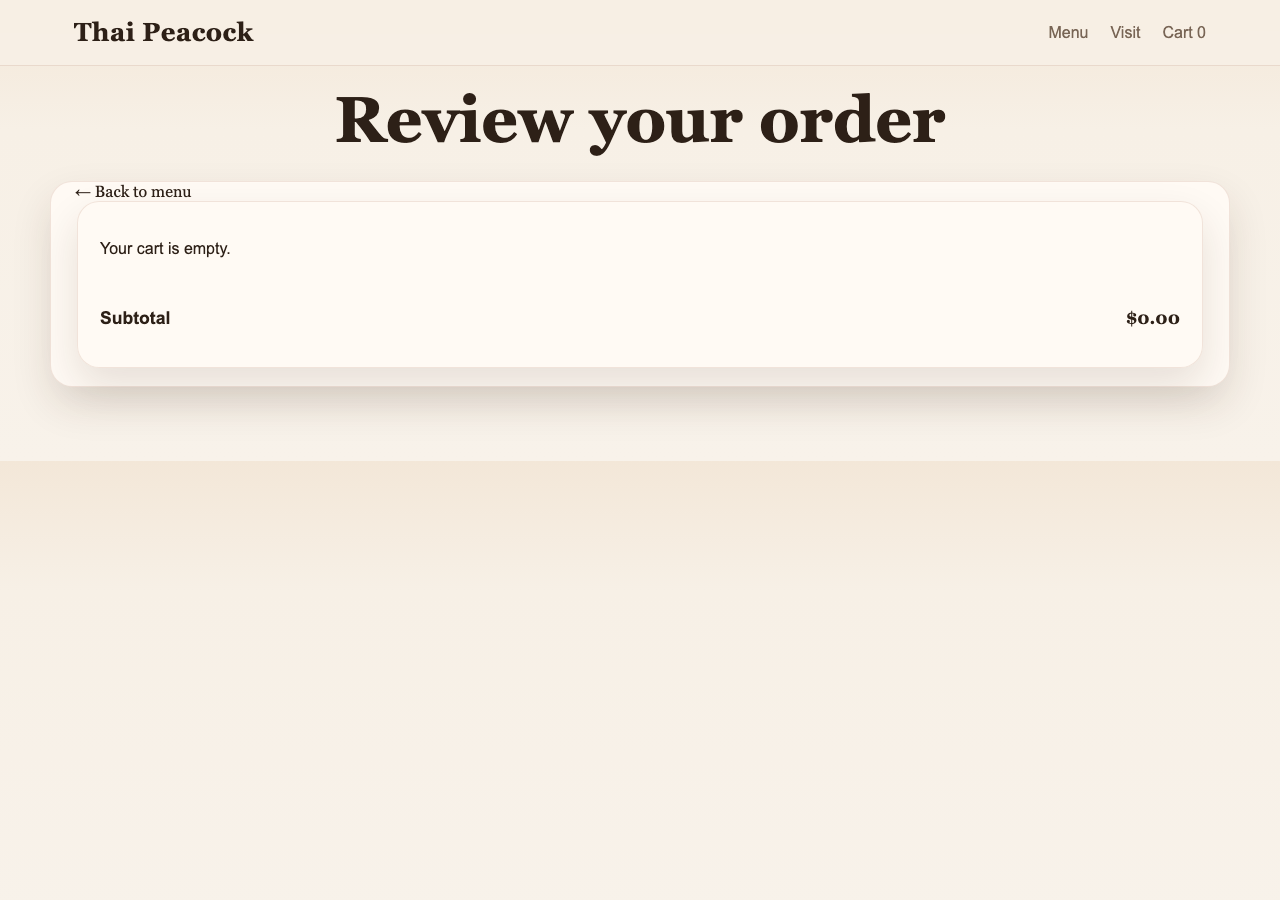 Thai Peacock
Menu Visit Cart 0
Review your order
← Back to menu
Your cart is empty.
Subtotal $0.00